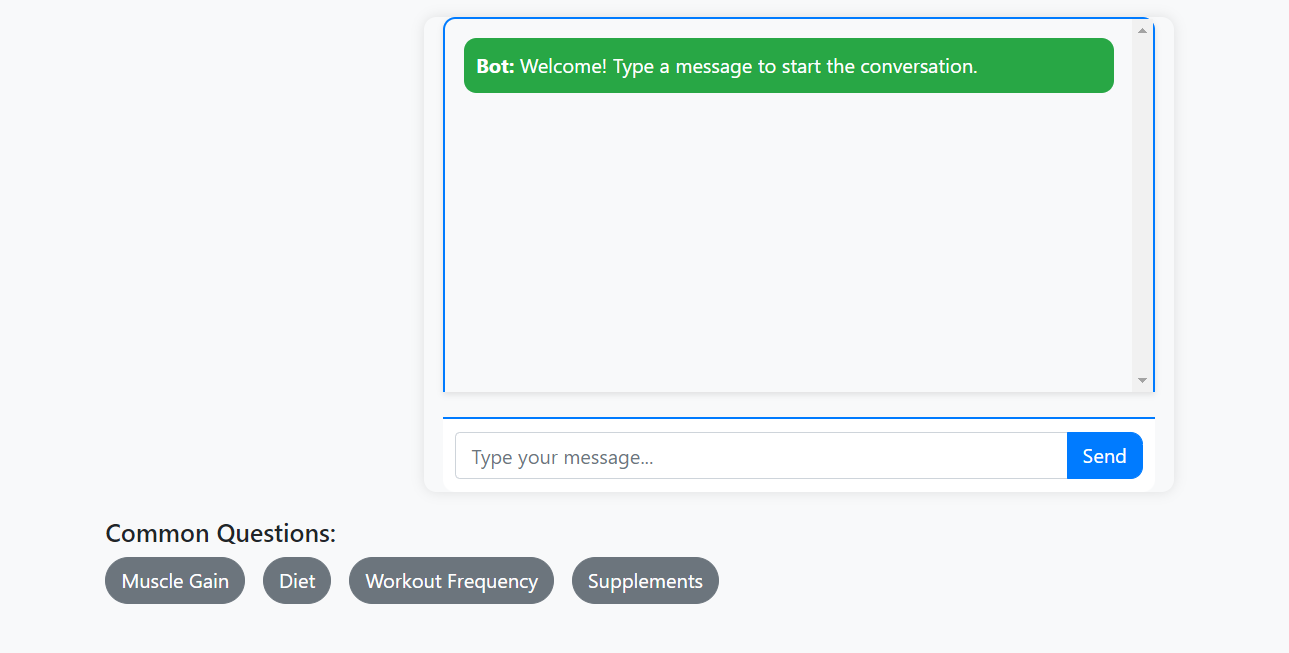 Bot: Welcome! Type a message to start the conversation.
Type your message...
Send
Common Questions:
Muscle Gain
Diet
Workout Frequency
Supplements